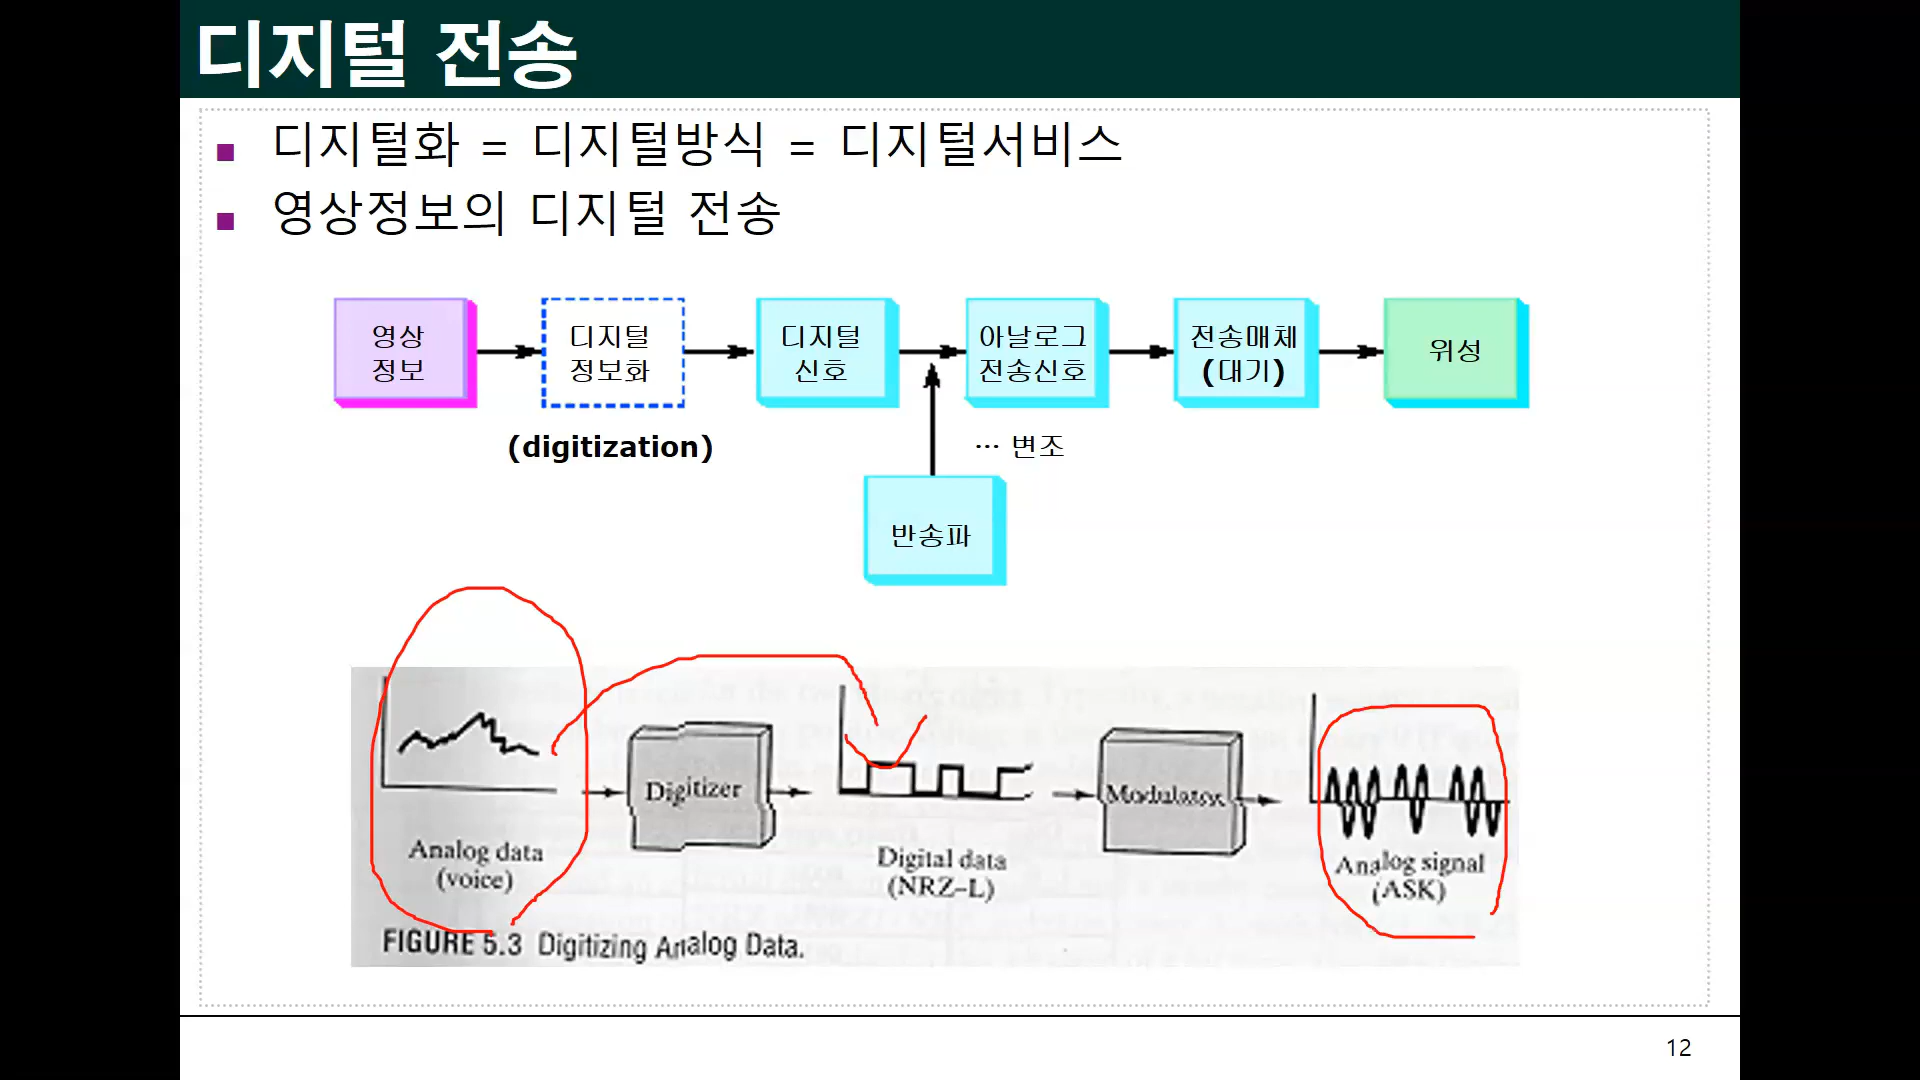 디지털 전송
디지털화 = 디지털방식 = 디지털서비스
영상정보의 디지털 전송
영상
정보
디지털
정보화
디지털
신호
아날로그
전송신호
전송매체
(대기)
위성
(digitization)
... 변조
반송파
Digitizer
Modulator
Analog data
(voice)
Digital data
(NRZ-L)
Analog signal
(ASK)
FIGURE 5.3 Digitizing Analog Data.
12